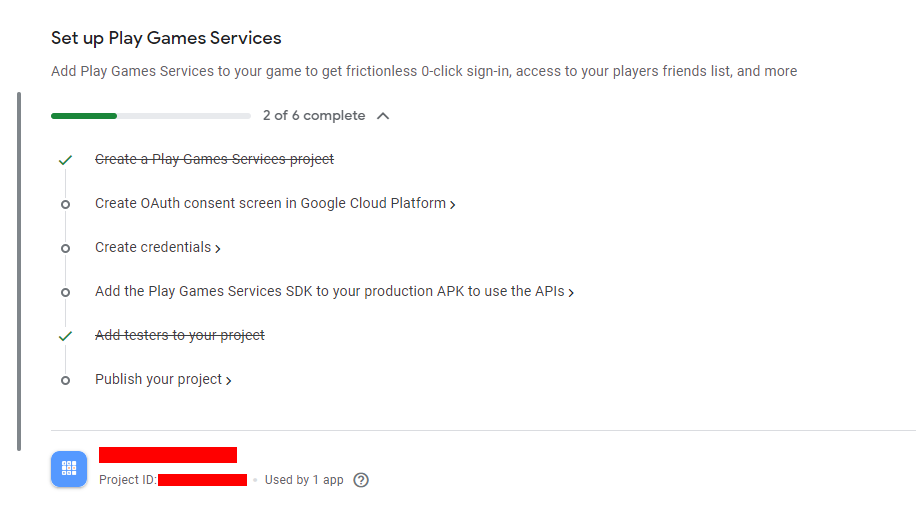 Set up Play Games Services
Add Play Games Services to your game to get frictionless 0-click sign-in, access to your players friends list, and more
2 of 6 complete
Create a Play Games Services project
Create OAuth consent screen in Google Cloud Platform
Create credentials
Add the Play Games Services SDK to your production APK to use the APIs
Add testers to your project
Publish your project
Project ID: • Used by 1 app ?